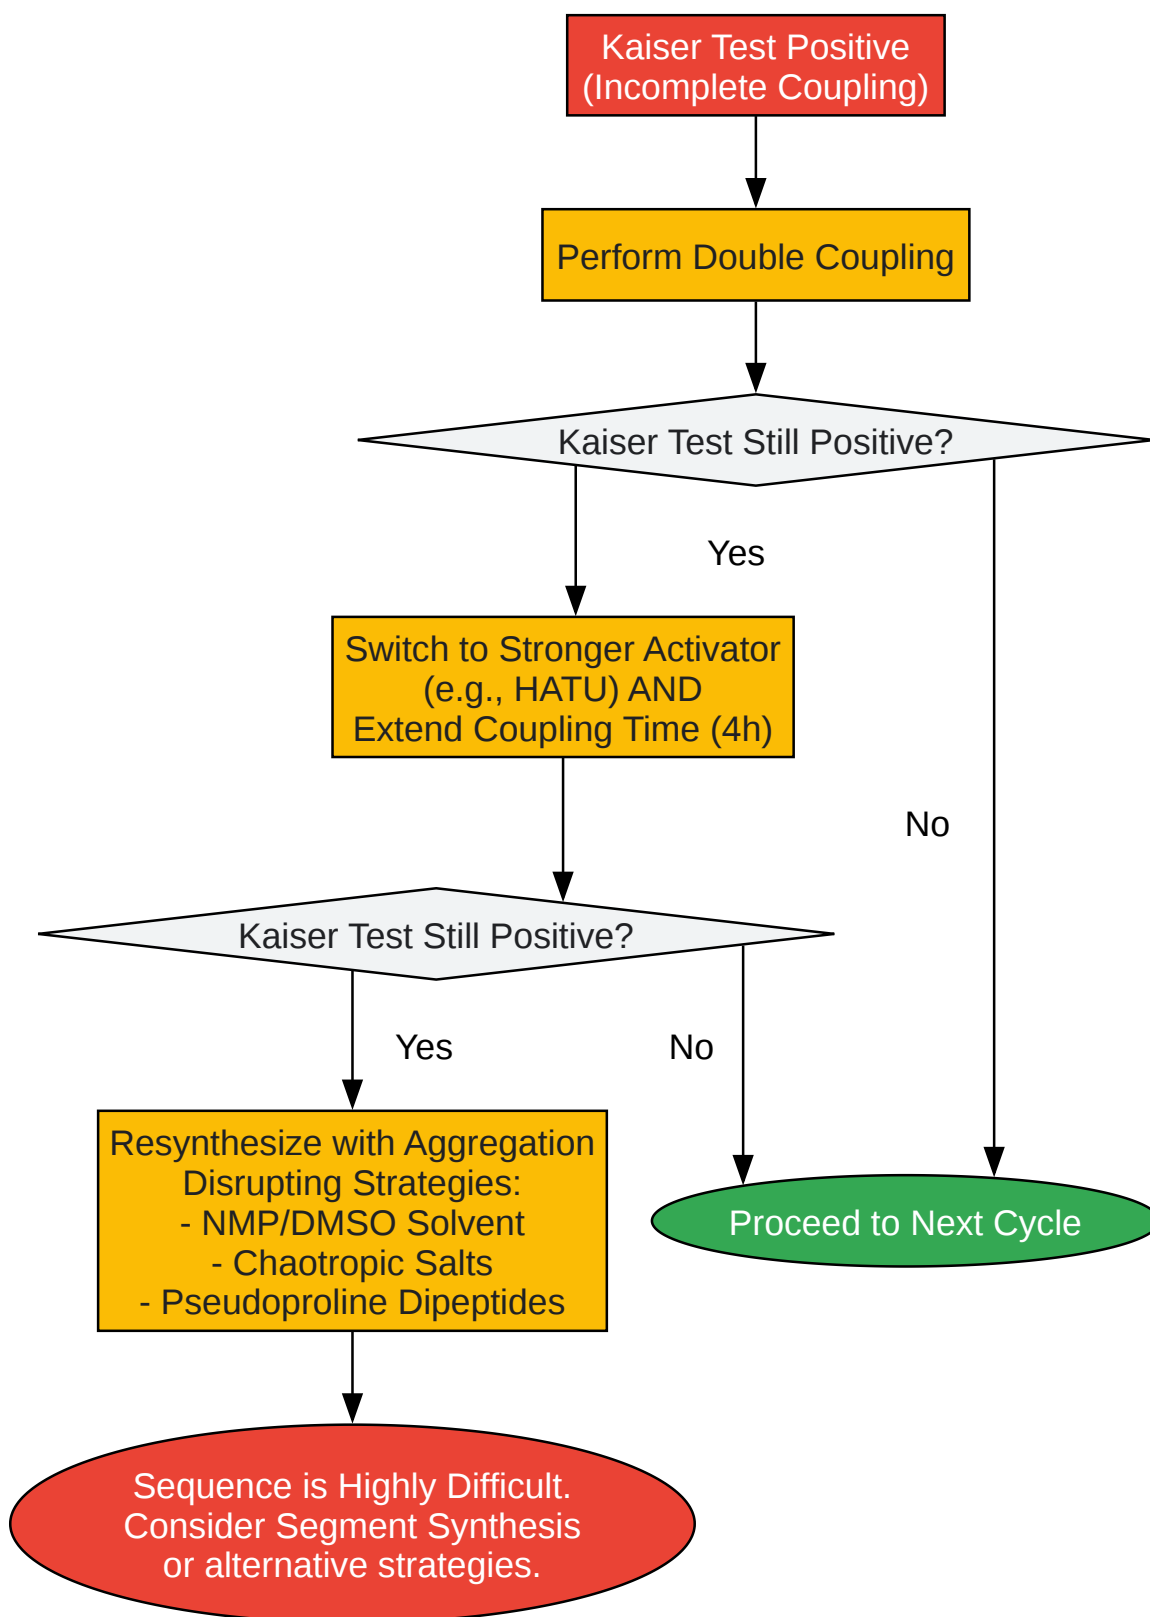 Kaiser Test Positive
(Incomplete Coupling)
Perform Double Coupling
Kaiser Test Still Positive?
Yes
Switch to Stronger Activator
(e.g., HATU) AND
Extend Coupling Time (4h)
No
Kaiser Test Still Positive?
Yes
No
Resynthesize with Aggregation
Disrupting Strategies:
- NMP/DMSO Solvent
- Chaotropic Salts
- Pseudoproline Dipeptides
Proceed to Next Cycle
Sequence is Highly Difficult.
Consider Segment Synthesis
or alternative strategies.